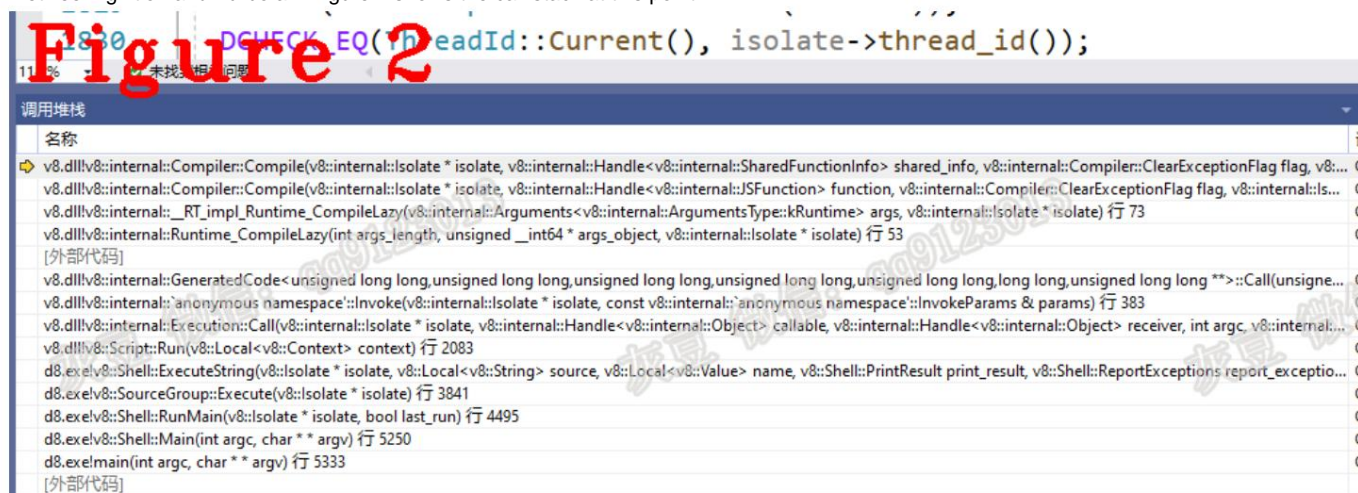 1830 DCHECK_EQ(ThreadId::Current(), isolate->thread_id());
Figure 2
调用堆栈
名称
v8.dll!v8::internal::Compiler::Compile(v8::internal::Isolate * isolate, v8::internal::Handle<v8::internal::SharedFunctionInfo> shared_info, v8::internal::Compiler::ClearExceptionFlag flag, v8:...
v8.dll!v8::internal::Compiler::Compile(v8::internal::Isolate * isolate, v8::internal::Handle<v8::internal::JSFunction> function, v8::internal::Compiler::ClearExceptionFlag flag, v8::internal::Is...
v8.dll!v8::internal::__RT_impl_Runtime_CompileLazy(v8::internal::Arguments<v8::internal::ArgumentsType::kRuntime> args, v8::internal::Isolate * isolate) 行 73
v8.dll!v8::internal::Runtime_CompileLazy(int args_length, unsigned __int64 * args_object, v8::internal::Isolate * isolate) 行 53
[外部代码]
v8.dll!v8::internal::GeneratedCode<unsigned long long,unsigned long long,unsigned long long,unsigned long long,unsigned long long,long long,unsigned long long **>::Call(unsigne...
v8.dll!v8::internal::`anonymous namespace'::Invoke(v8::internal::Isolate * isolate, const v8::internal::`anonymous namespace'::InvokeParams & params) 行 383
v8.dll!v8::internal::Execution::Call(v8::internal::Isolate * isolate, v8::internal::Handle<v8::internal::Object> callable, v8::internal::Handle<v8::internal::Object> receiver, int argc, v8::internal:...
v8.dll!v8::Script::Run(v8::Local<v8::Context> context) 行 2083
d8.exe!v8::Shell::ExecuteString(v8::Isolate * isolate, v8::Local<v8::String> source, v8::Local<v8::Value> name, v8::Shell::PrintResult print_result, v8::Shell::ReportExceptions report_exceptio...
d8.exe!v8::SourceGroup::Execute(v8::Isolate * isolate) 行 3841
d8.exe!v8::Shell::RunMain(v8::Isolate * isolate, bool last_run) 行 4495
d8.exe!v8::Shell::Main(int argc, char * * argv) 行 5250
d8.exe!main(int argc, char * * argv) 行 5333
[外部代码]
灰豆 微信: qq9123013